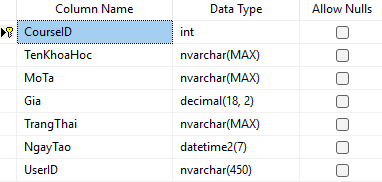 Column Name Data Type Allow Nulls
CourseID int
TenKhoaHoc nvarchar(MAX)
MoTa nvarchar(MAX)
Gia decimal(18, 2)
TrangThai nvarchar(MAX)
NgayTao datetime2(7)
UserID nvarchar(450)